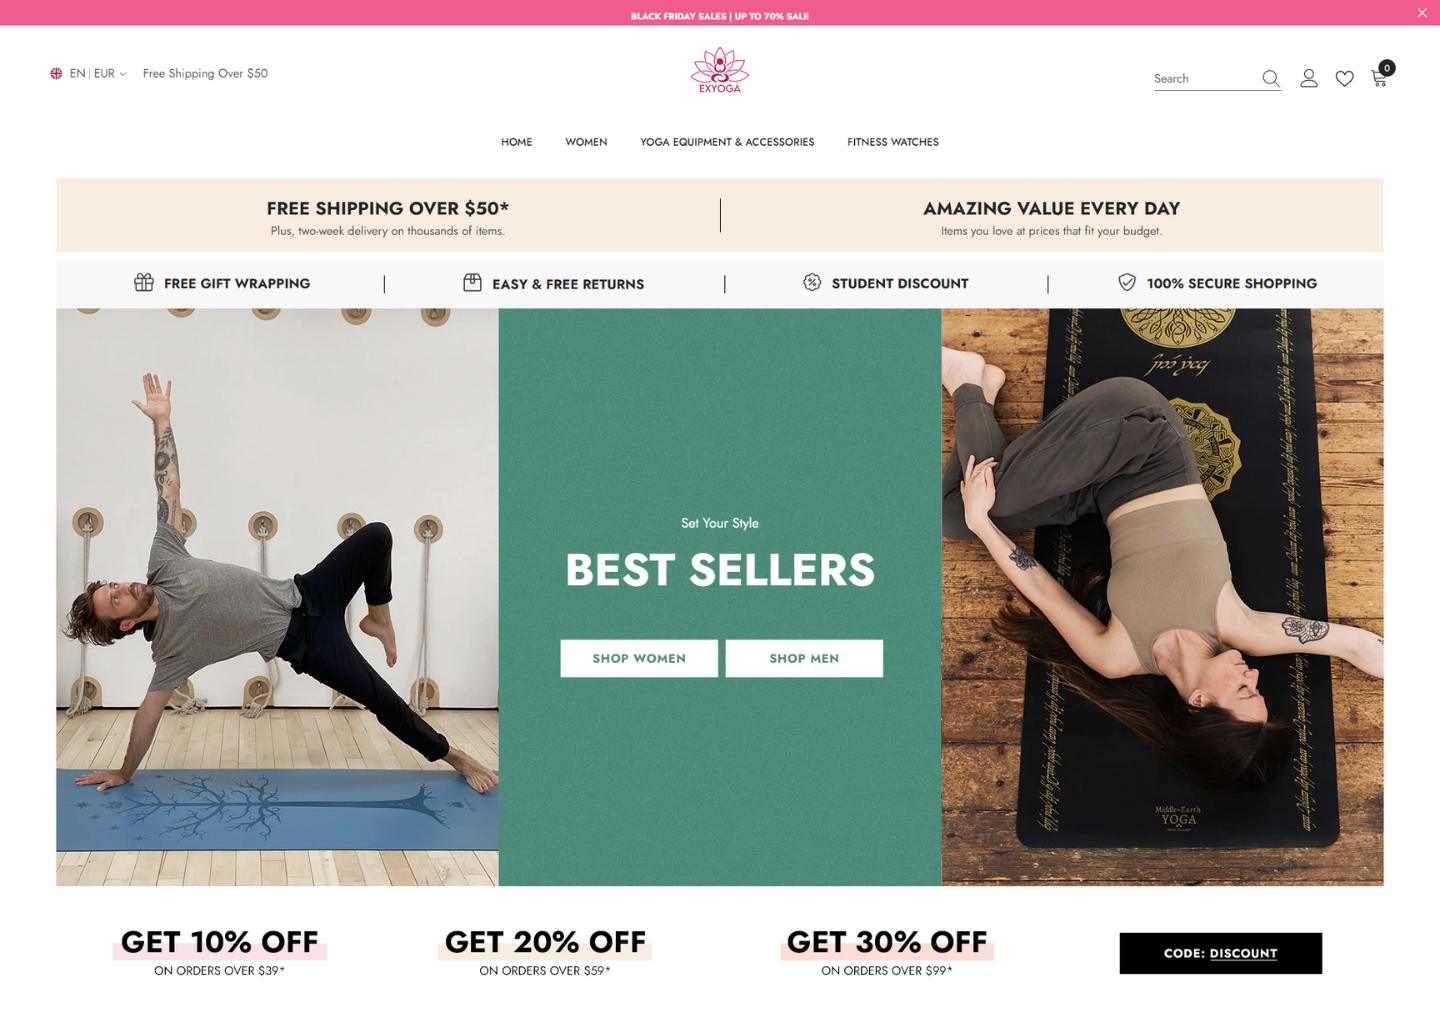 BLACK FRIDAY SALES | UP TO 70% SALE
EN | EUR
Free Shipping Over $50
EXYOGA
Search
0
HOME
WOMEN
YOGA EQUIPMENT & ACCESSORIES
FITNESS WATCHES
FREE SHIPPING OVER $50*
Plus, two-week delivery on thousands of items.
AMAZING VALUE EVERY DAY
Items you love at prices that fit your budget.
FREE GIFT WRAPPING
EASY & FREE RETURNS
STUDENT DISCOUNT
100% SECURE SHOPPING
Set Your Style
BEST SELLERS
SHOP WOMEN
SHOP MEN
Middle-Earth
YOGA
GET 10% OFF
ON ORDERS OVER $39*
GET 20% OFF
ON ORDERS OVER $59*
GET 30% OFF
ON ORDERS OVER $99*
CODE: DISCOUNT